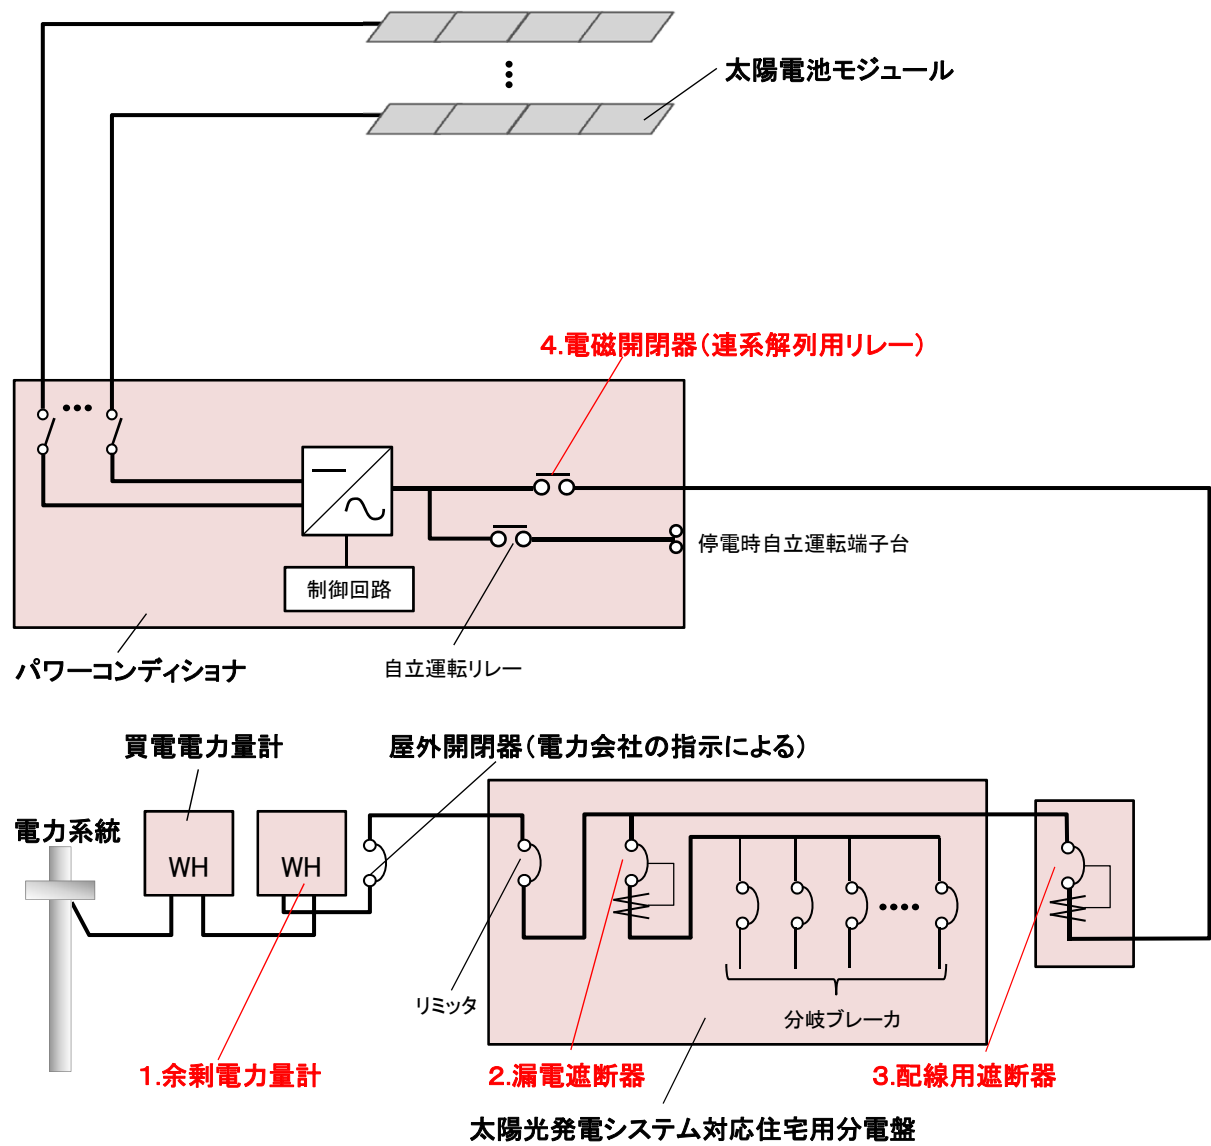 太陽電池モジュール
4.電磁開閉器(連系解列用リレー)
停電時自立運転端子台
制御回路
パワーコンディショナ
自立運転リレー
買電電力量計
屋外開閉器(電力会社の指示による)
電力系統
WH
WH
リミッタ
分岐ブレーカ
1.余剰電力量計
2.漏電遮断器
3.配線用遮断器
太陽光発電システム対応住宅用分電盤